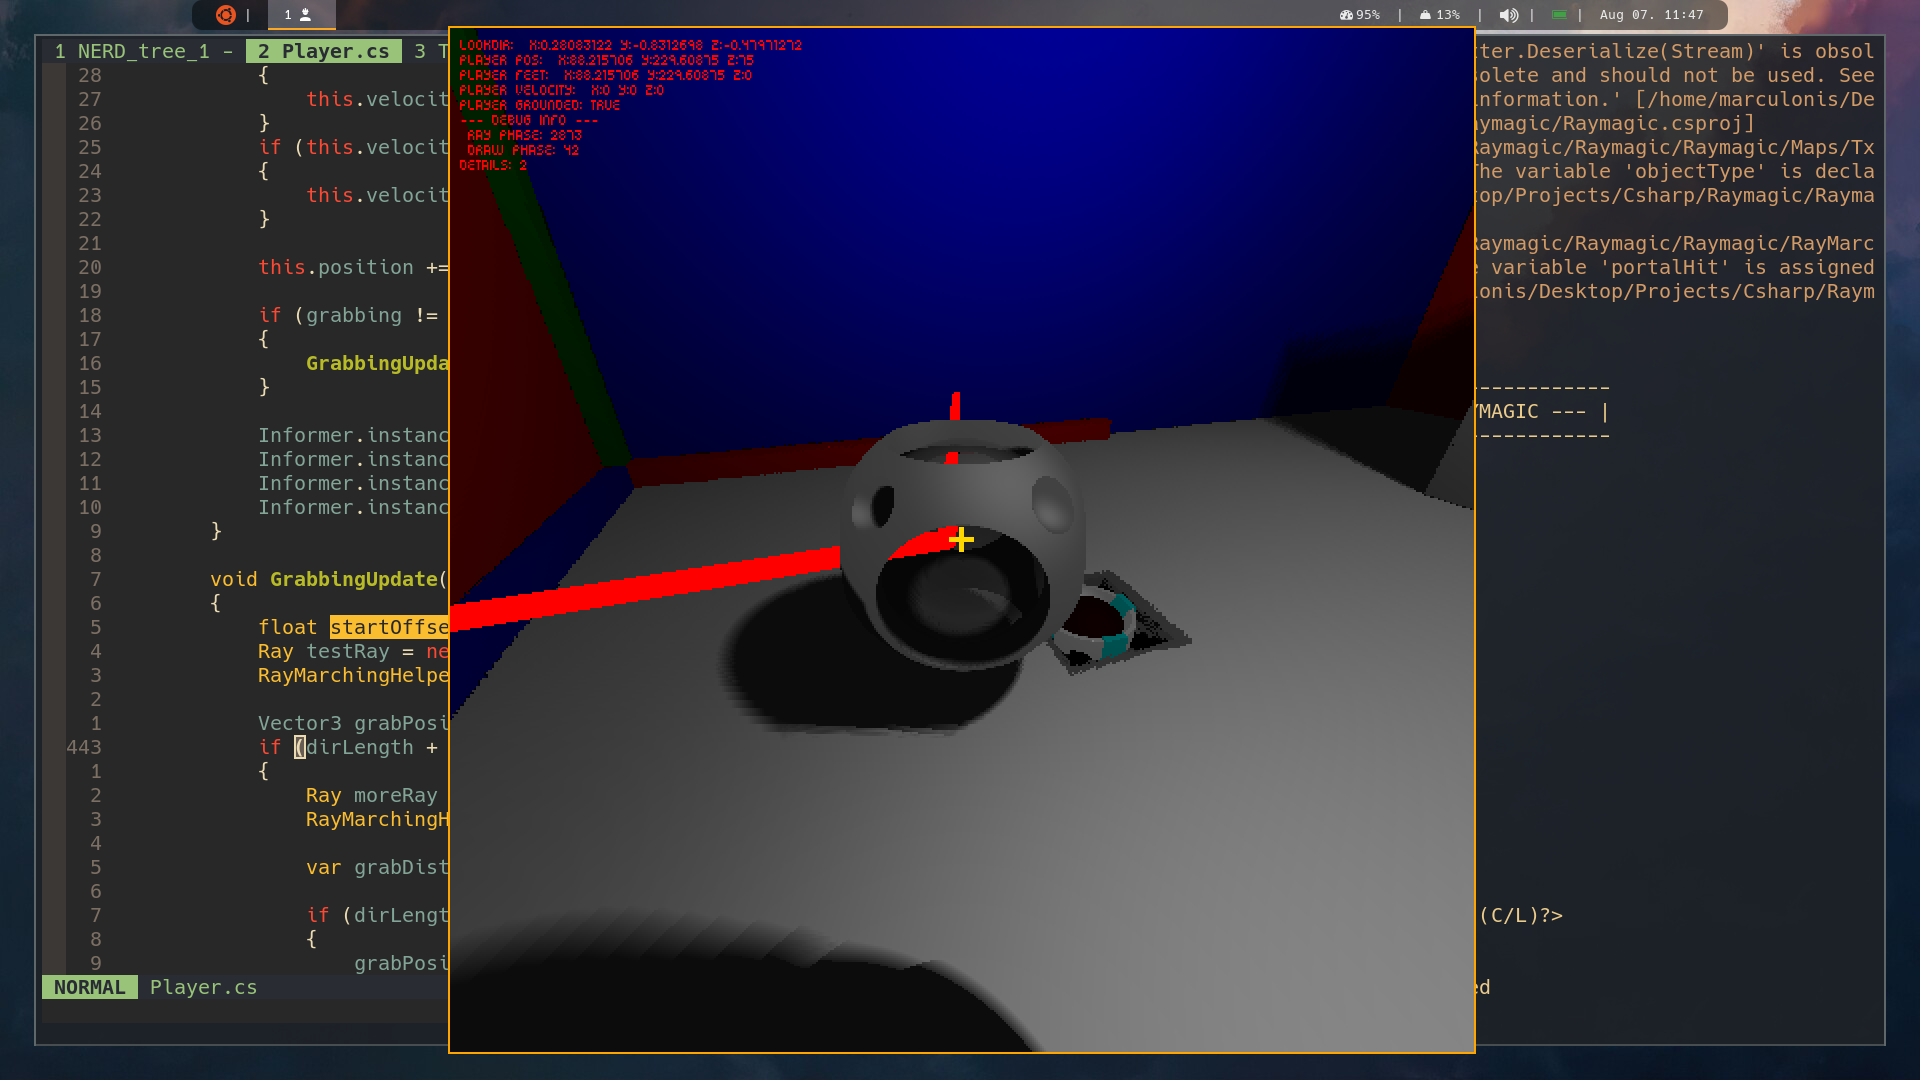 1
95% | 13% | | | Aug 07. 11:47
1 NERD_tree_1 - 2 Player.cs 3 T
28 {
27 this.velocit
26 }
25 if (this.velocit
24 {
23 this.velocit
22 }
21
20 this.position +=
19
18 if (grabbing !=
17 {
16 GrabbingUpda
15 }
14
13 Informer.instanc
12 Informer.instanc
11 Informer.instanc
10 Informer.instanc
9 }
8
7 void GrabbingUpdate(
6 {
5 float startOffse
4 Ray testRay = ne
3 RayMarchingHelpe
2
1 Vector3 grabPosi
443 if (dirLength +
1 {
2 Ray moreRay
3 RayMarchingH
4
5 var grabDist
6
7 if (dirLengt
8 {
9 grabPosi
NORMAL Player.cs
LOOKDIR: X:0.28083122 Y:-0.8312698 Z:-0.47971272
PLAYER POS: X:88.215706 Y:229.60875 Z:75
PLAYER FEET: X:88.215706 Y:229.60875 Z:0
PLAYER VELOCITY: X:0 Y:0 Z:0
PLAYER GROUNDED: TRUE
--- DEBUG INFO ---
RAY PHASE: 2873
DRAW PHASE: 42
DETAILS: 2
tter.Deserialize(Stream)' is obsol
solete and should not be used. See
nformation.' [/home/marculonis/De
aymagic/Raymagic.csproj]
Raymagic/Raymagic/Raymagic/Maps/Tx
The variable 'objectType' is decla
top/Projects/Csharp/Raymagic/Rayma
Raymagic/Raymagic/Raymagic/RayMarc
e variable 'portalHit' is assigned
lonis/Desktop/Projects/Csharp/Raym
-----------
YMAGIC --- |
-----------
(C/L)?>
ed